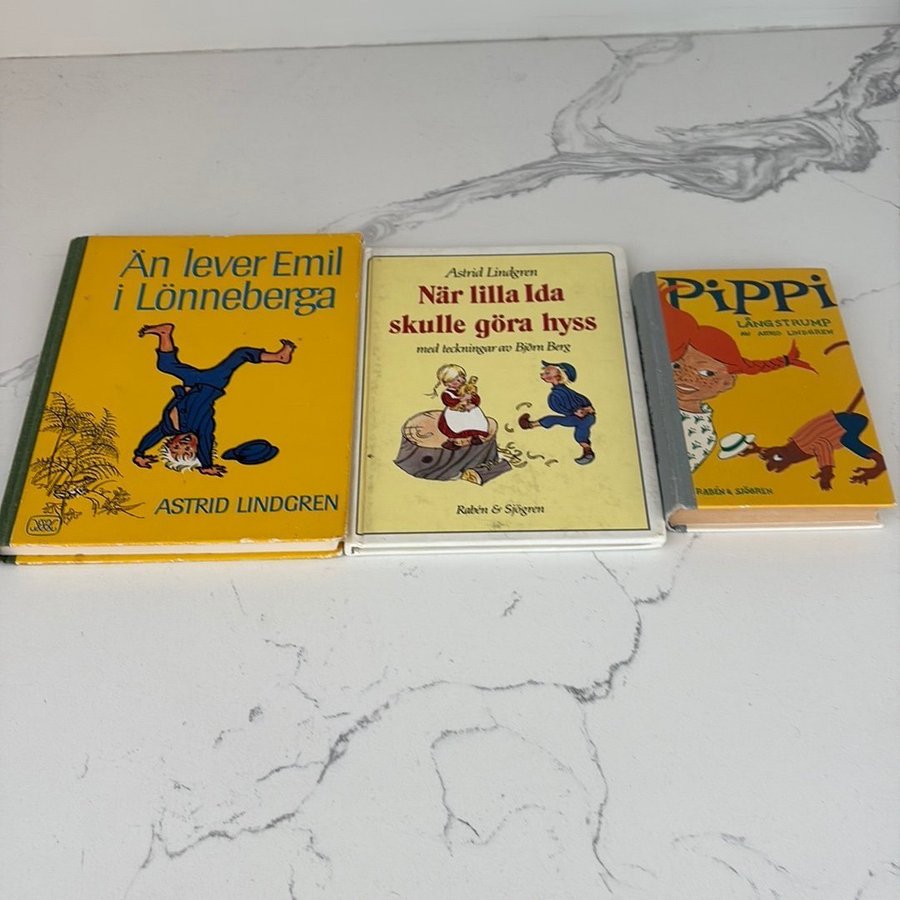 Än lever Emil
i Lönneberga
ASTRID LINDGREN
Astrid Lindgren
När lilla Ida
skulle göra hyss
med teckningar av Björn Berg
Rabén & Sjögren
PiPPi
LÅNGSTRUMP
AV ASTRID LINDGREN
RABÉN & SJÖGREN